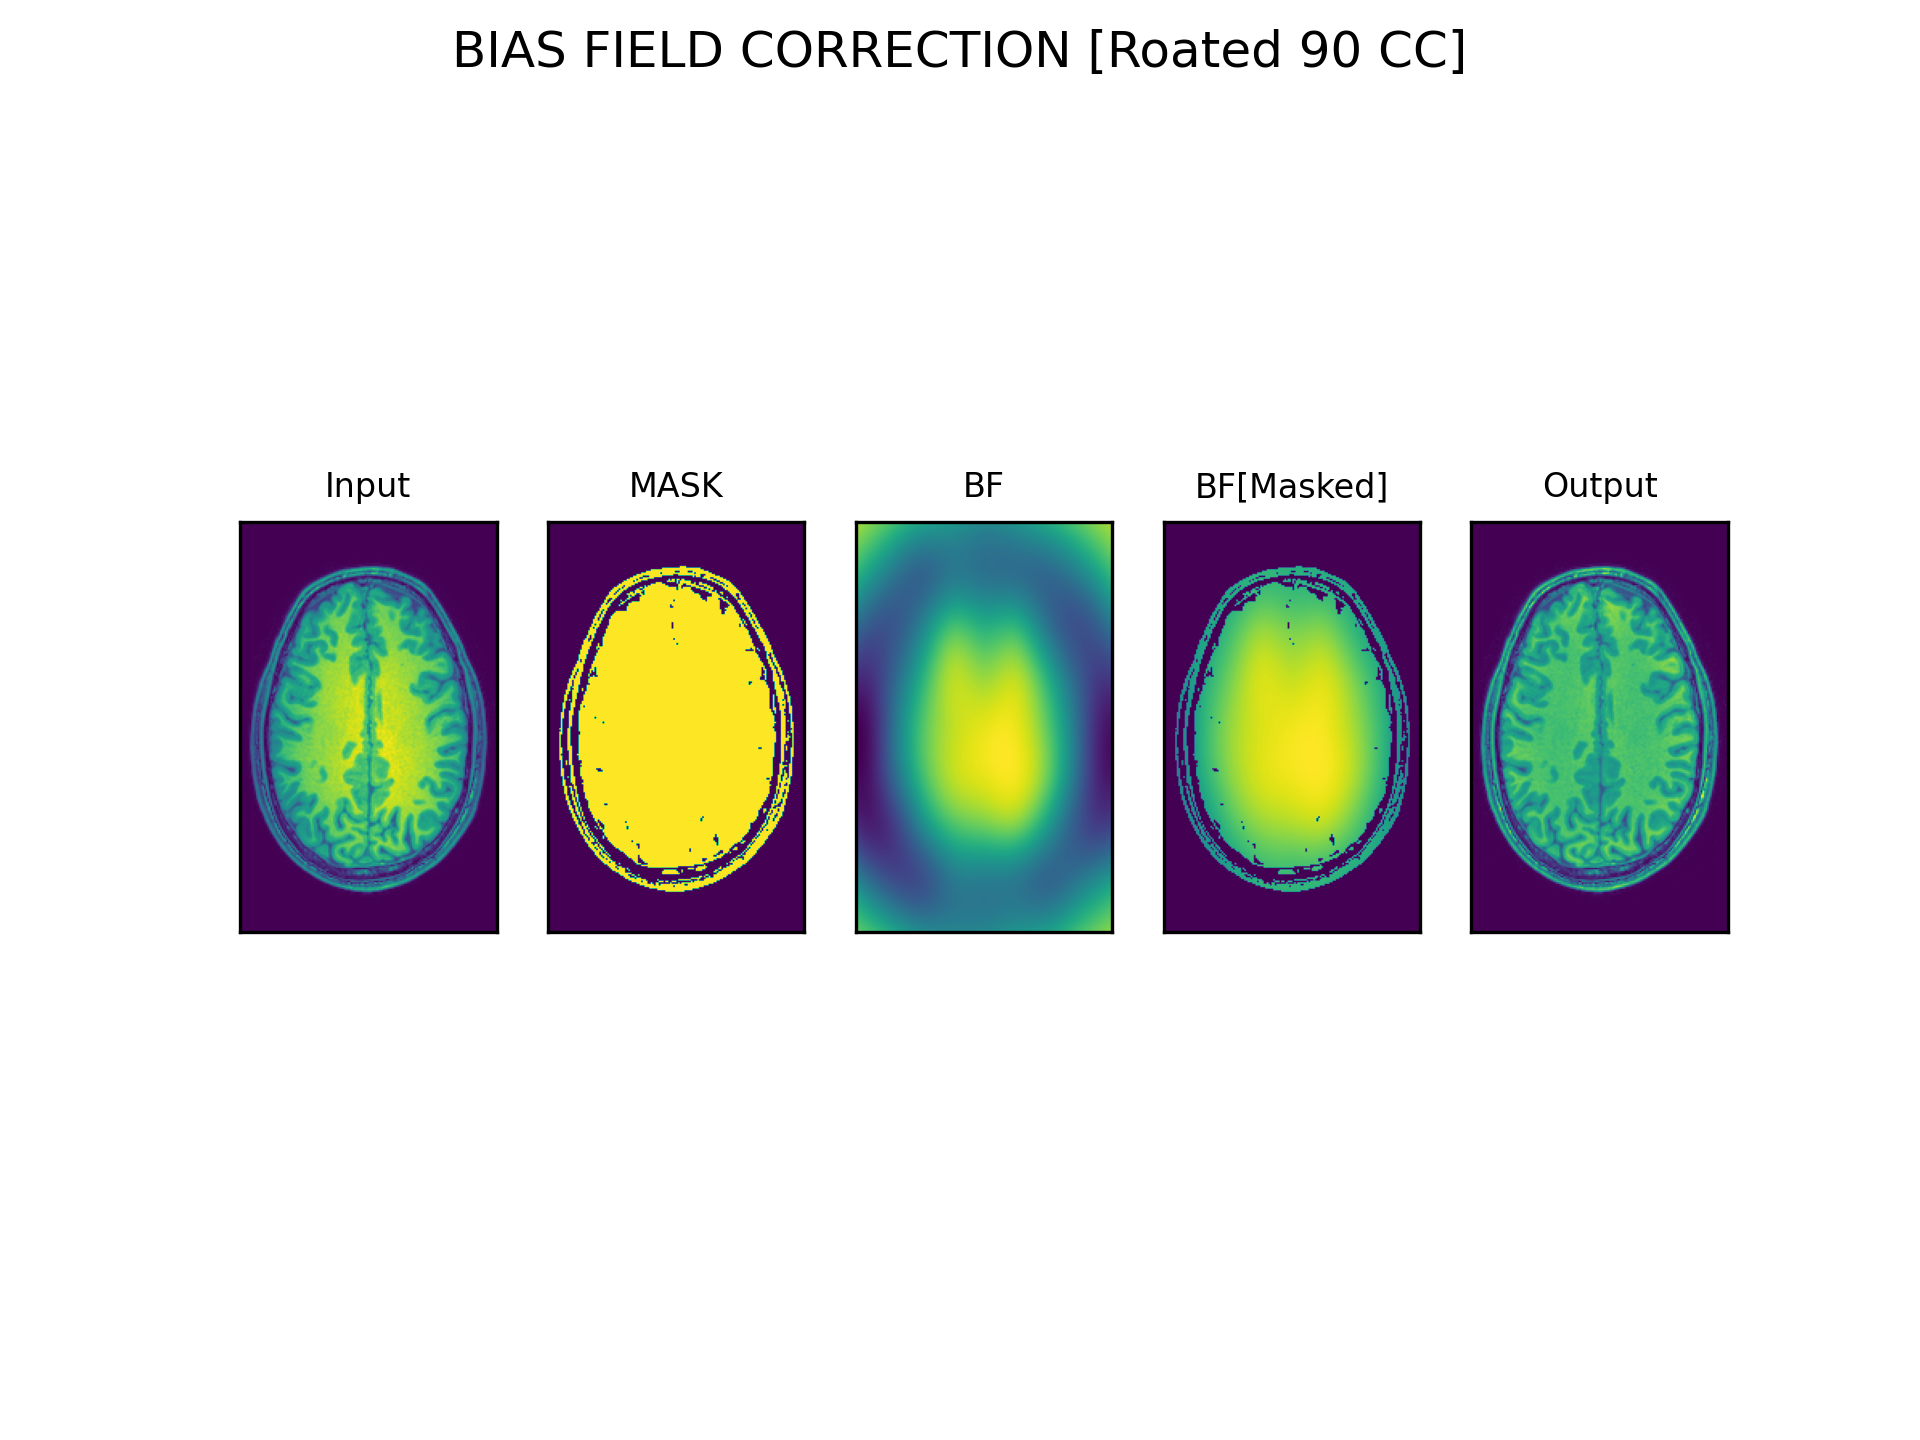 BIAS FIELD CORRECTION [Roated 90 CC]
Input
MASK
BF
BF[Masked]
Output